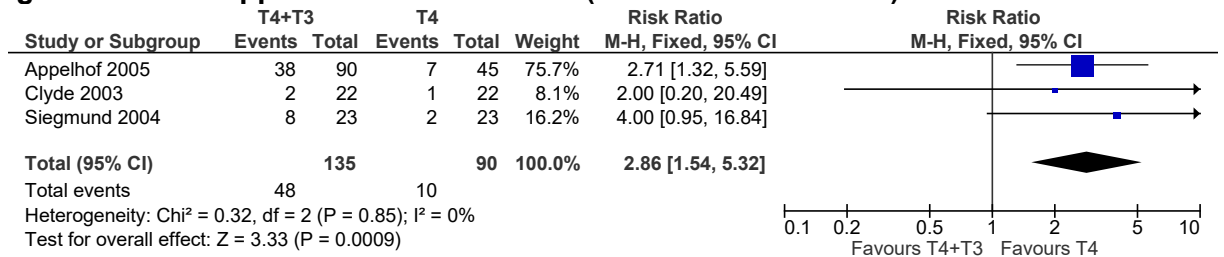 T4+T3 T4 Risk Ratio Risk Ratio
Study or Subgroup Events Total Events Total Weight M-H, Fixed, 95% CI M-H, Fixed, 95% CI
Appelhof 2005 38 90 7 45 75.7% 2.71 [1.32, 5.59]
Clyde 2003 2 22 1 22 8.1% 2.00 [0.20, 20.49]
Siegmund 2004 8 23 2 23 16.2% 4.00 [0.95, 16.84]
Total (95% CI) 135 90 100.0% 2.86 [1.54, 5.32]
Total events 48 10
Heterogeneity: Chi² = 0.32, df = 2 (P = 0.85); I² = 0%
Test for overall effect: Z = 3.33 (P = 0.0009)
0.1 0.2 0.5 1 2 5 10
Favours T4+T3 Favours T4